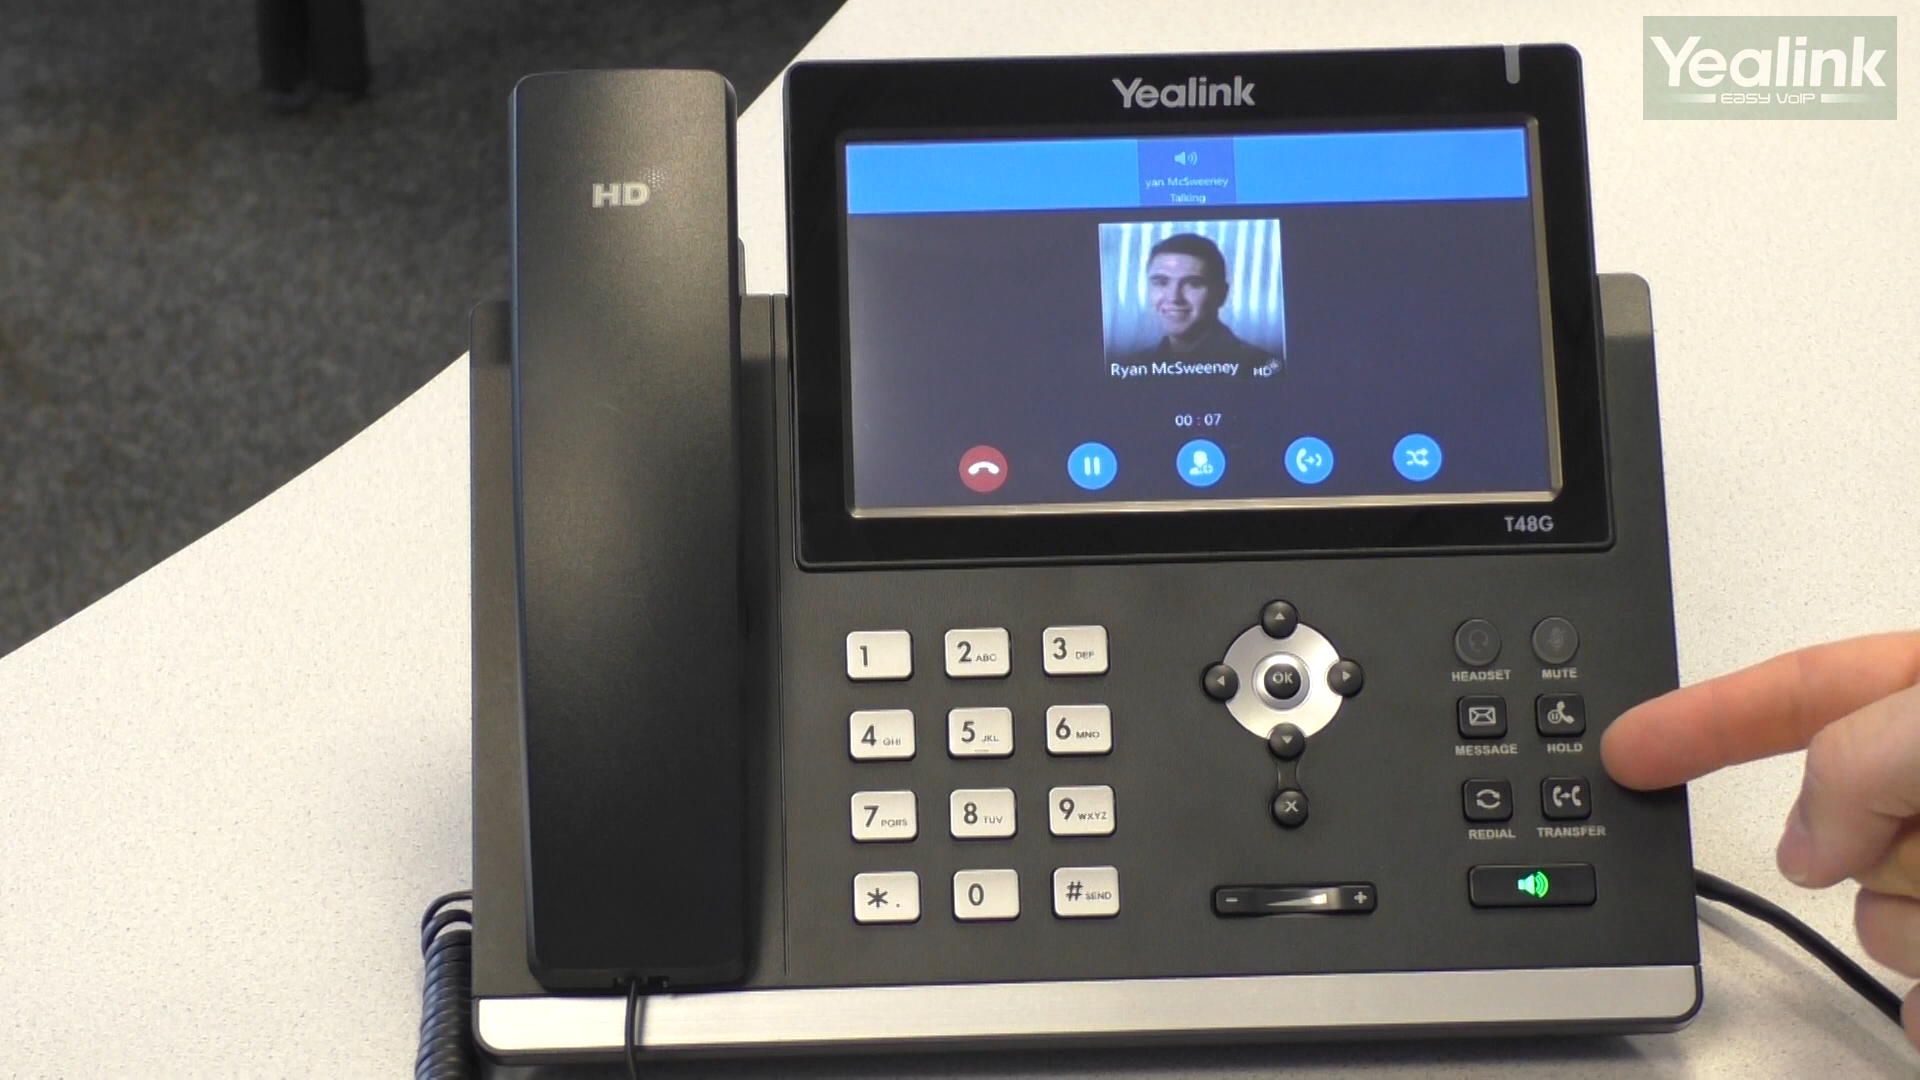 Yealink
EASY VoIP
Yealink
HD
yan McSweeney
Talking
Ryan McSweeney HD
00 : 07
T48G
1
2 ABC
3 DEF
4 GHI
5 JKL
6 MNO
7 PQRS
8 TUV
9 WXYZ
* .
0
# SEND
OK
X
HEADSET
MUTE
MESSAGE
HOLD
REDIAL
TRANSFER
- +